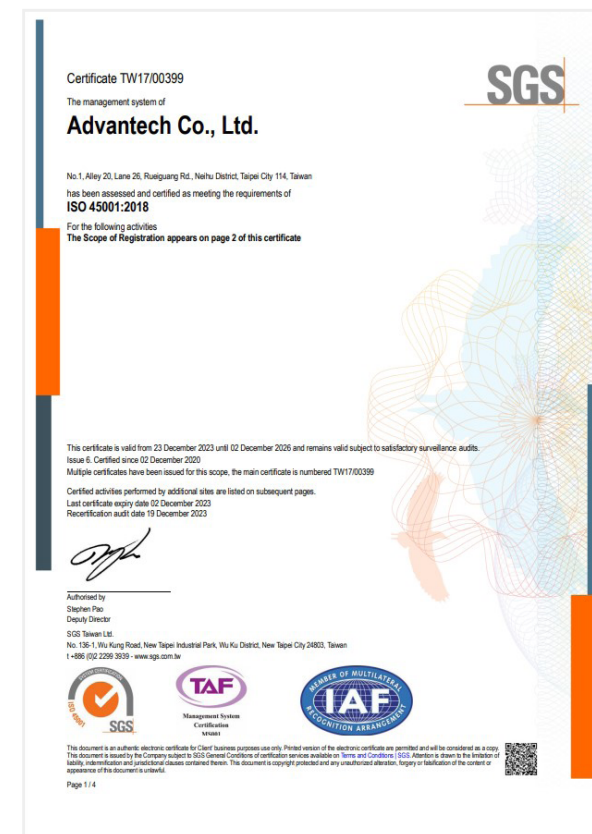 Certificate TW17/00399
SGS
The management system of
Advantech Co., Ltd.
No.1, Alley 20, Lane 26, Rueiguang Rd., Neihu District, Taipei City 114, Taiwan
has been assessed and certified as meeting the requirements of
ISO 45001:2018
For the following activities
The Scope of Registration appears on page 2 of this certificate
This certificate is valid from 23 December 2023 until 02 December 2026 and remains valid subject to satisfactory surveillance audits.
Issue 6. Certified since 02 December 2020
Multiple certificates have been issued for this scope, the main certificate is numbered TW17/00399
Certified activities performed by additional sites are listed on subsequent pages.
Last certificate expiry date 02 December 2023
Recertification audit date 19 December 2023
Authorised by
Stephen Pao
Deputy Director
SGS Taiwan Ltd.
No. 136-1, Wu Kung Road, New Taipei Industrial Park, Wu Ku District, New Taipei City 24803, Taiwan
t +886 (0)2 2299 3939 - www.sgs.com.tw
SYSTEM CERTIFICATION
ISO 45001
SGS
TAF
Management System
Certification
MS001
MEMBER OF MULTILATERAL
IAF
RECOGNITION ARRANGEMENT
This document is an authentic electronic certificate for Client' business purposes use only. Printed version of the electronic certificate are permitted and will be considered as a copy.
This document is issued by the Company subject to SGS General Conditions of certification services available on Terms and Conditions | SGS. Attention is drawn to the limitation of
liability, indemnification and jurisdictional clauses contained therein. This document is copyright protected and any unauthorized alteration, forgery or falsification of the content or
appearance of this document is unlawful.
Page 1 / 4